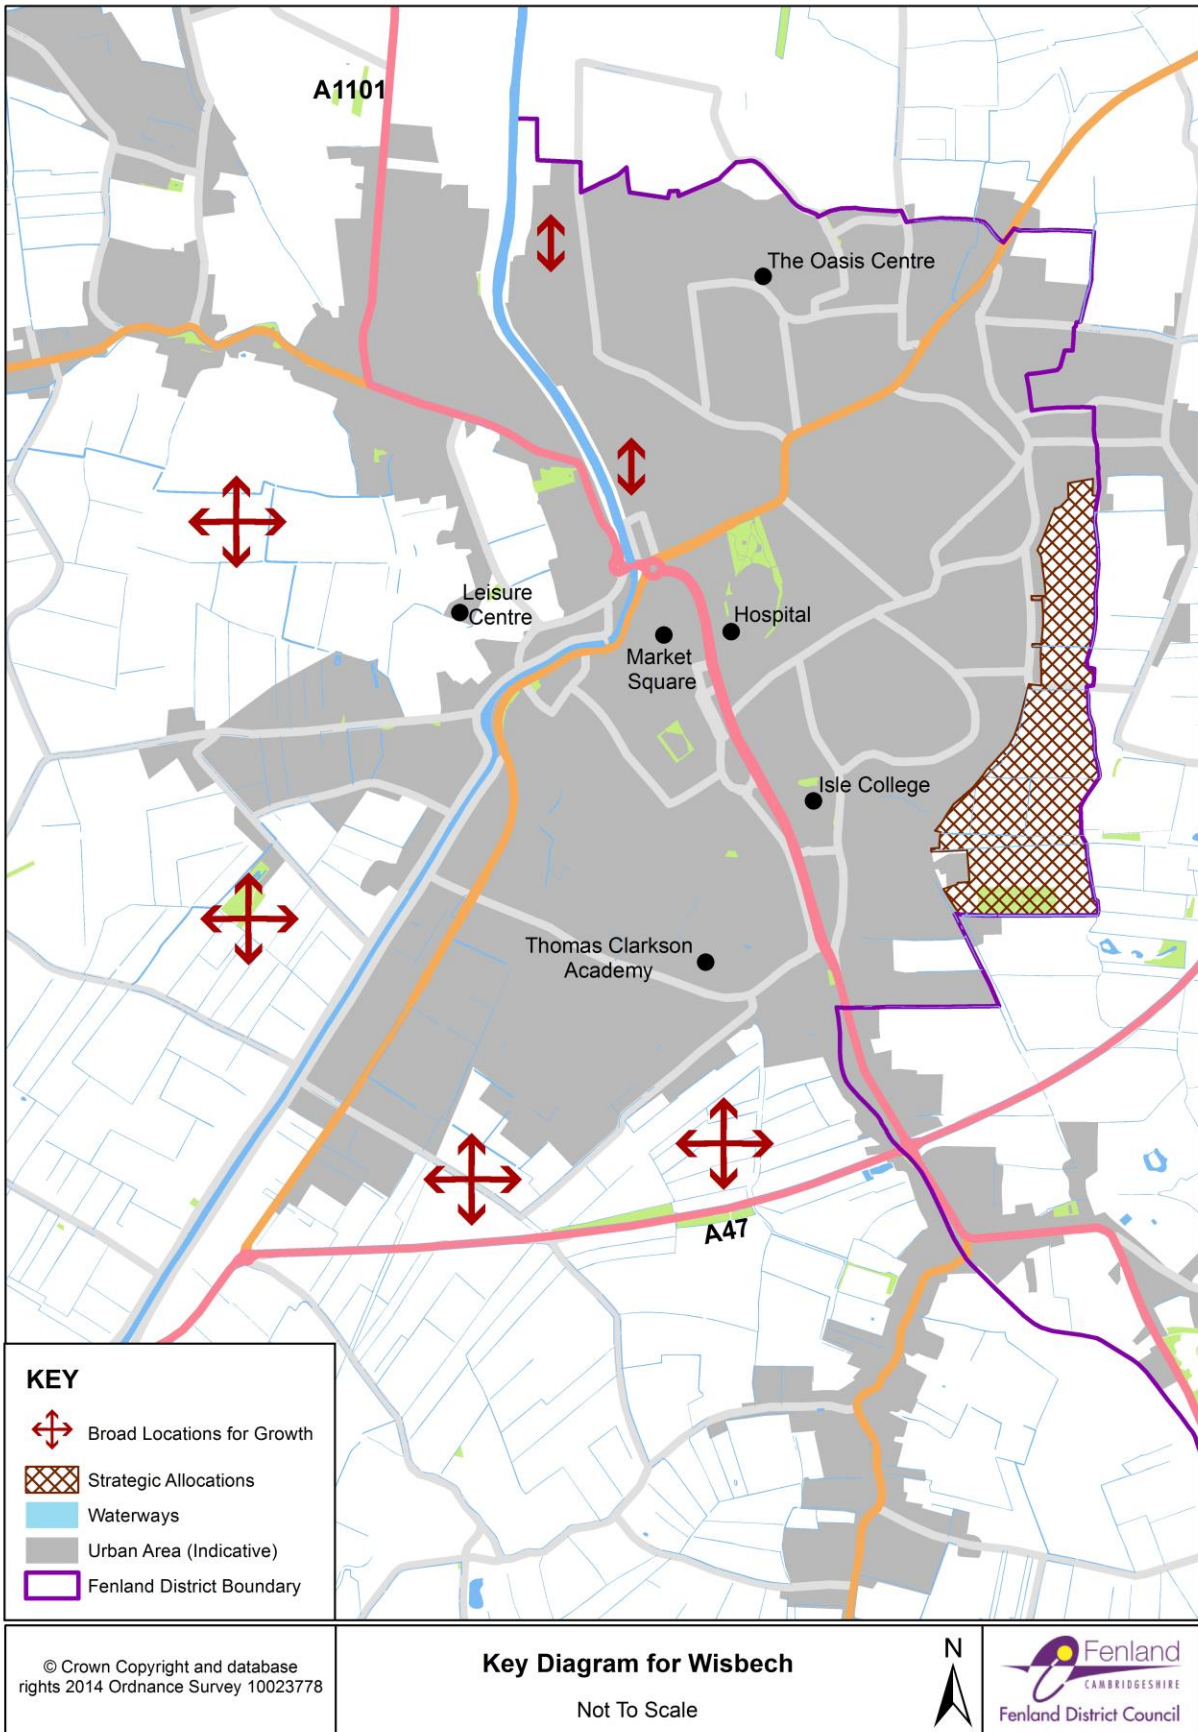 A1101
The Oasis Centre
Leisure
Centre
Hospital
Market
Square
Isle College
Thomas Clarkson
Academy
A47
KEY
Broad Locations for Growth
Strategic Allocations
Waterways
Urban Area (Indicative)
Fenland District Boundary
© Crown Copyright and database
rights 2014 Ordnance Survey 10023778
Key Diagram for Wisbech
Not To Scale
N
Fenland
CAMBRIDGESHIRE
Fenland District Council